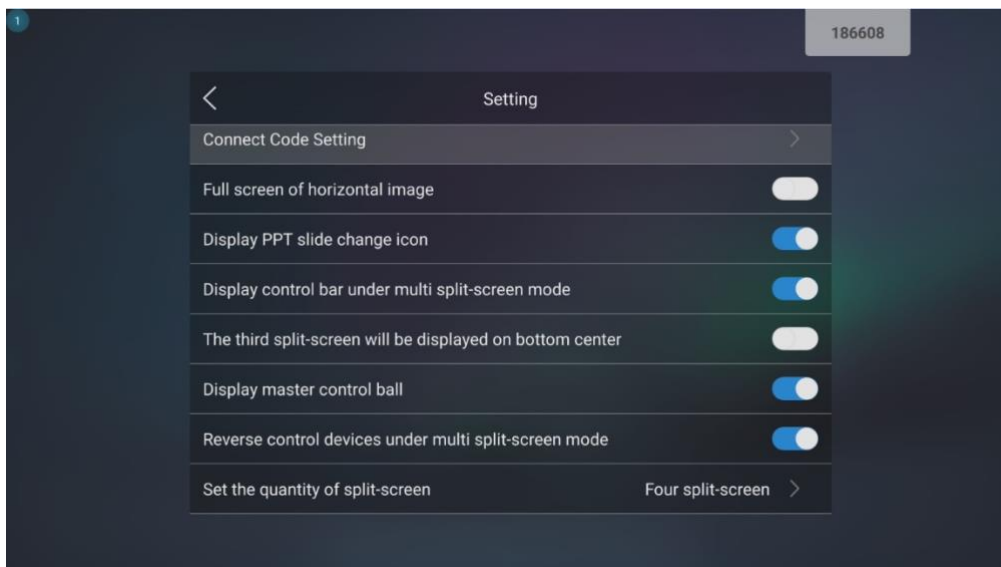 1
186608
Setting
Connect Code Setting
Full screen of horizontal image
Display PPT slide change icon
Display control bar under multi split-screen mode
The third split-screen will be displayed on bottom center
Display master control ball
Reverse control devices under multi split-screen mode
Set the quantity of split-screen Four split-screen